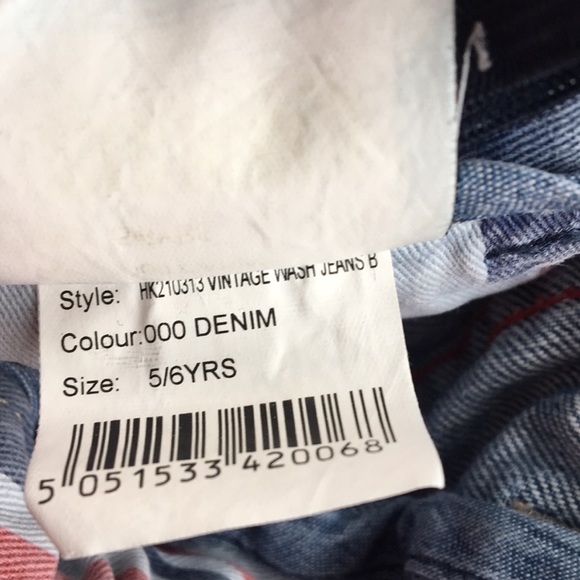 Style: HK210313 VINTAGE WASH JEANS B
Colour:000 DENIM
Size: 5/6YRS
5 051533 420068